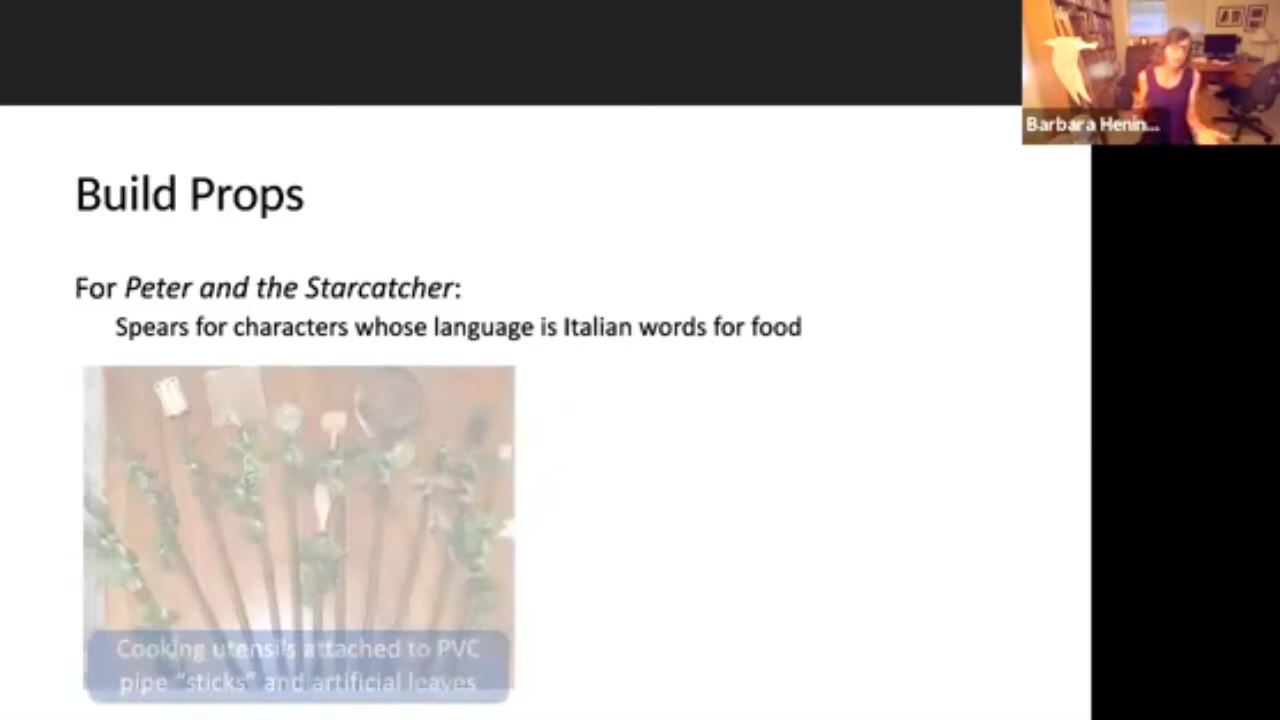 Barbara Henin...
Build Props
For Peter and the Starcatcher:
Spears for characters whose language is Italian words for food
Cooking utensils attached to PVC
pipe “sticks” and artificial leaves